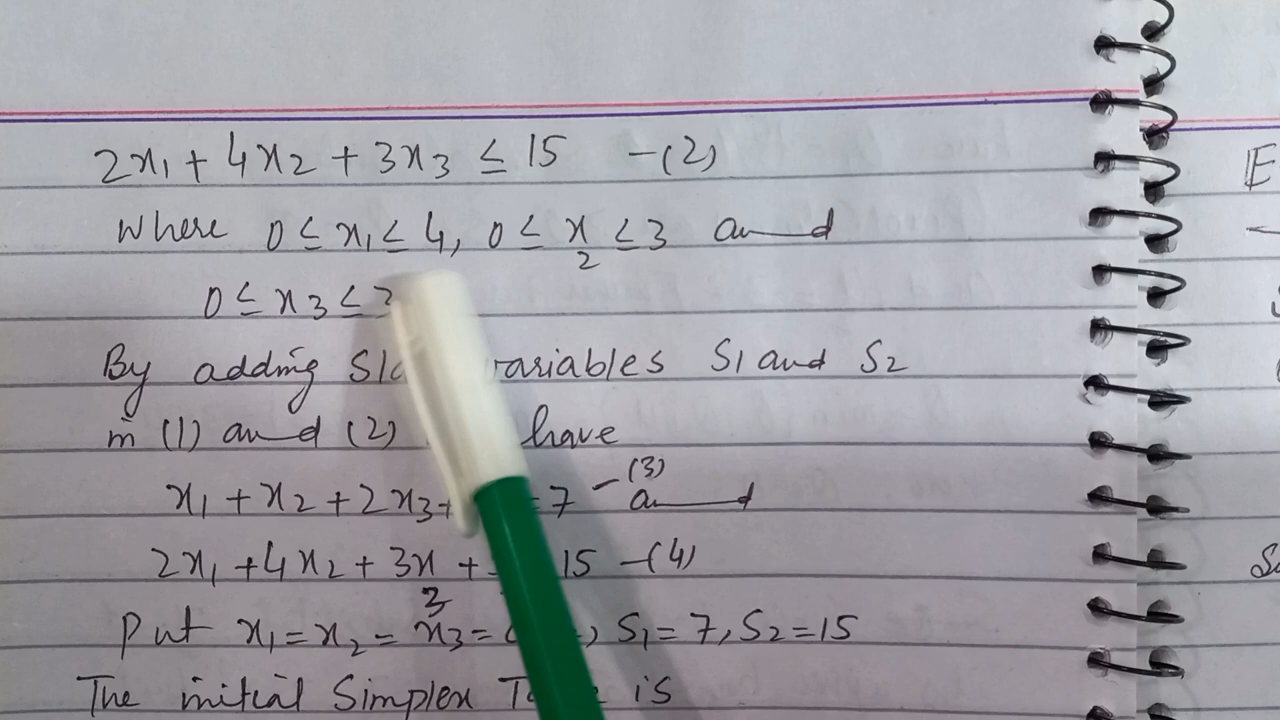 2x₁ + 4x₂ + 3x₃ ≤ 15 -(2)
Where 0 ≤ x₁ ≤ 4, 0 ≤ x₂ ≤ 3 and
0 ≤ x₃ ≤
By adding variables S₁ and S₂
in (1) and (2) have
x₁ + x₂ + 2x₃+ =7 -(3) and
2x₁ + 4x₂ + 3x₃ + 15 -(4)
Put x₁ = x₂ = x₃ = , S₁ = 7, S₂ = 15
The initial Simplex is
E